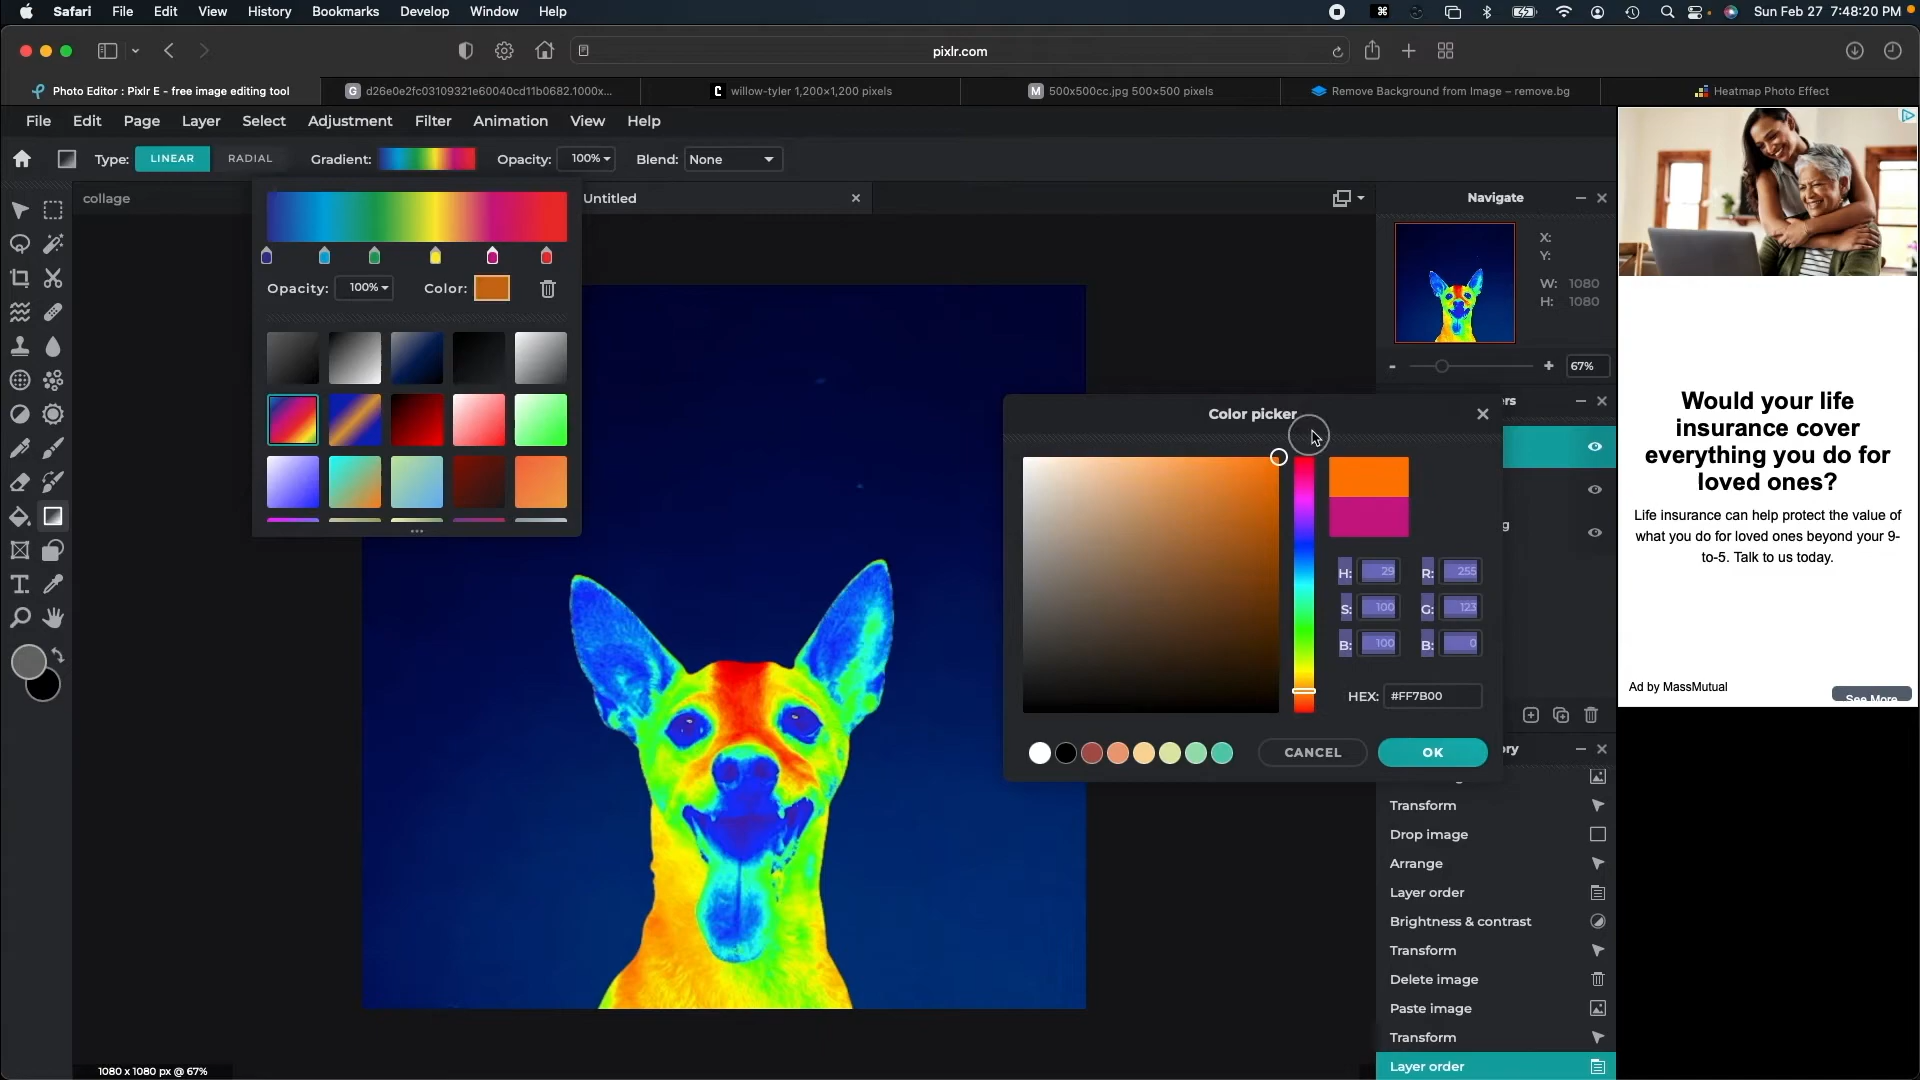 Safari File Edit View History Bookmarks Develop Window Help Sun Feb 27 7:48:20 PM
pixlr.com
Photo Editor : Pixlr E - free image editing tool
d26e0e2fc03109321e60040cd11b0682.1000x...
willow-tyler 1,200×1,200 pixels
500x500cc.jpg 500×500 pixels
Remove Background from Image – remove.bg
Heatmap Photo Effect
File Edit Page Layer Select Adjustment Filter Animation View Help
Type: LINEAR RADIAL Gradient: Opacity: 100% Blend: None
collage
Untitled
Navigate
X:
Y:
W: 1080
H: 1080
67%
Opacity: 100% Color:
Color picker
H: 29 R: 255
S: 100 G: 123
B: 100 B: 0
HEX: #FF7B00
CANCEL OK
Transform
Drop image
Arrange
Layer order
Brightness & contrast
Transform
Delete image
Paste image
Transform
Layer order
1080 x 1080 px @ 67%
Would your life
insurance cover
everything you do for
loved ones?
Life insurance can help protect the value of
what you do for loved ones beyond your 9-
to-5. Talk to us today.
Ad by MassMutual
See More